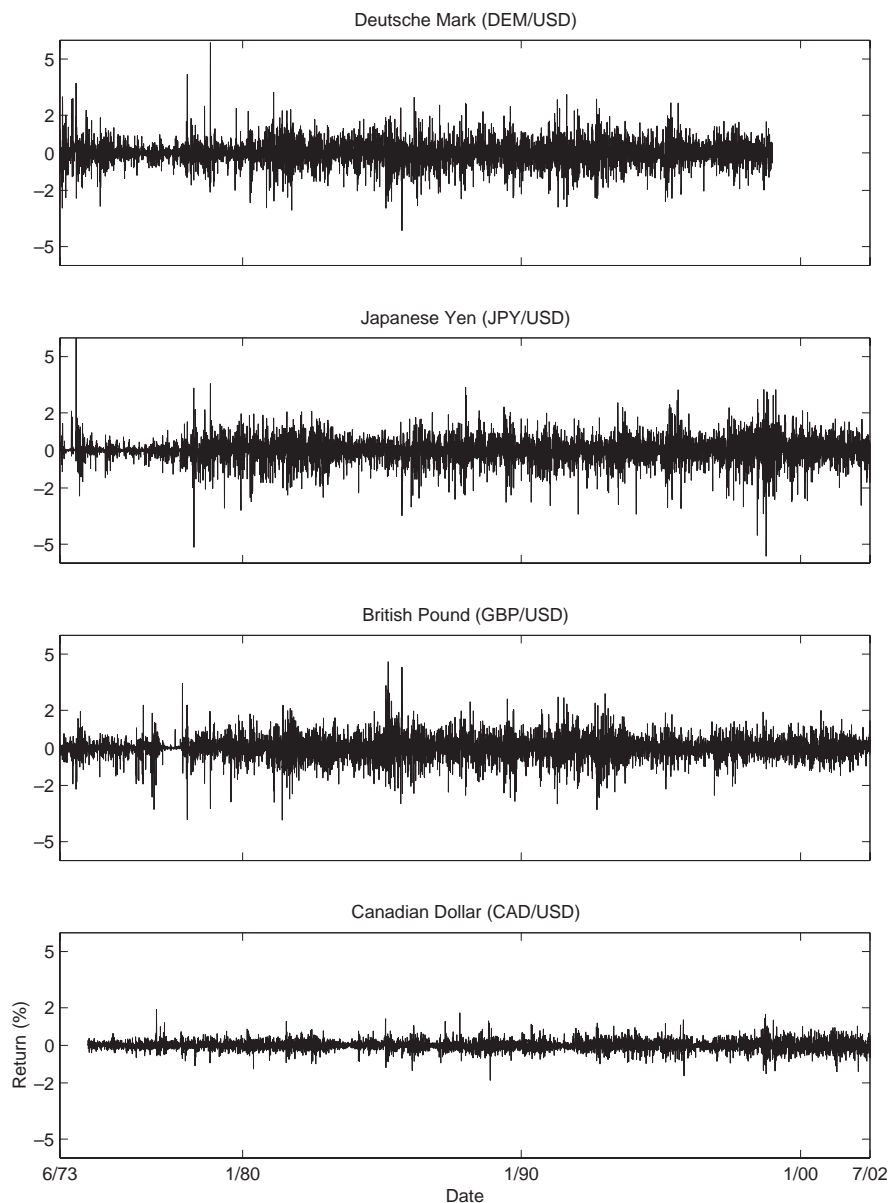 Deutsche Mark (DEM/USD)
5
2
0
–2
–5
Japanese Yen (JPY/USD)
5
2
0
–2
–5
British Pound (GBP/USD)
5
2
0
–2
–5
Canadian Dollar (CAD/USD)
5
2
0
–2
–5
Return (%)
6/73 1/80 1/90 1/00 7/02
Date